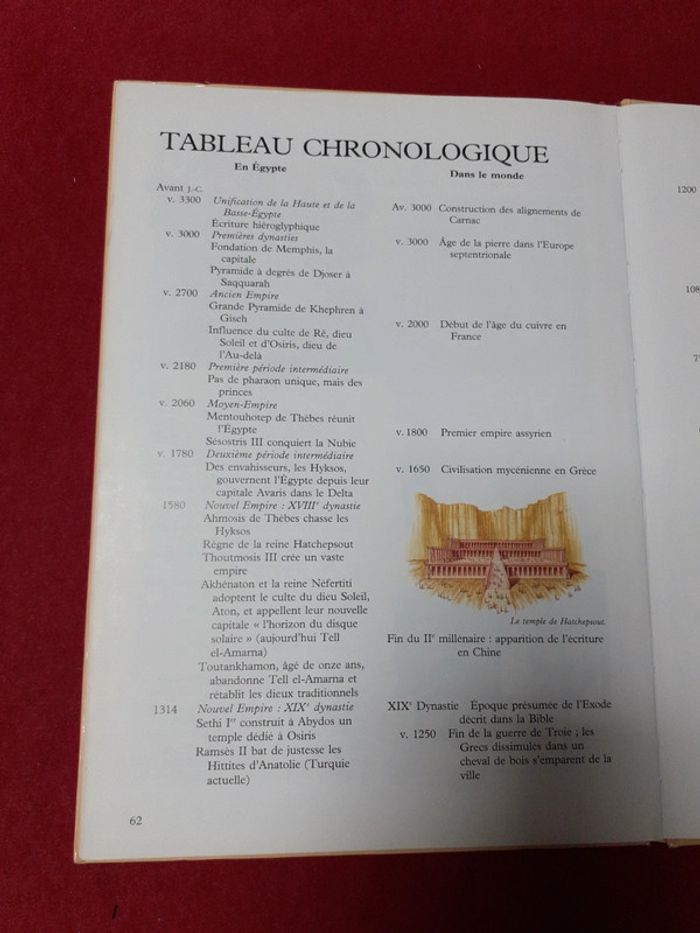 TABLEAU CHRONOLOGIQUE
En Égypte
Avant J.-C.
v. 3300 Unification de la Haute et de la
Basse-Égypte
Écriture hiéroglyphique
v. 3000 Premières dynasties
Fondation de Memphis, la
capitale
Pyramide à degrés de Djoser à
Saqquarah
v. 2700 Ancien Empire
Grande Pyramide de Khephren à
Giseh
Influence du culte de Rê, dieu
Soleil et d'Osiris, dieu de
l'Au-delà
v. 2180 Première période intermédiaire
Pas de pharaon unique, mais des
princes
v. 2060 Moyen-Empire
Mentouhotep de Thèbes réunit
l'Égypte
Sésostris III conquiert la Nubie
v. 1780 Deuxième période intermédiaire
Des envahisseurs, les Hyksos,
gouvernent l'Égypte depuis leur
capitale Avaris dans le Delta
1580 Nouvel Empire : XVIIIe dynastie
Ahmosis de Thèbes chasse les
Hyksos
Règne de la reine Hatchepsout
Thoutmosis III crée un vaste
empire
Akhénaton et la reine Néfertiti
adoptent le culte du dieu Soleil,
Aton, et appellent leur nouvelle
capitale « l'horizon du disque
solaire » (aujourd'hui Tell
el-Amarna)
Toutankhamon, âgé de onze ans,
abandonne Tell el-Amarna et
rétablit les dieux traditionnels
1314 Nouvel Empire : XIXe dynastie
Sethi Ier construit à Abydos un
temple dédié à Osiris
Ramsès II bat de justesse les
Hittites d'Anatolie (Turquie
actuelle)
62
Dans le monde
Av. 3000 Construction des alignements de
Carnac
v. 3000 Âge de la pierre dans l'Europe
septentrionale
v. 2000 Début de l'âge du cuivre en
France
v. 1800 Premier empire assyrien
v. 1650 Civilisation mycénienne en Grèce
Le temple de Hatchepsout.
Fin du IIe millénaire : apparition de l'écriture
en Chine
XIXe Dynastie Époque présumée de l'Exode
décrit dans la Bible
v. 1250 Fin de la guerre de Troie ; les
Grecs dissimulés dans un
cheval de bois s'emparent de la
ville
1200